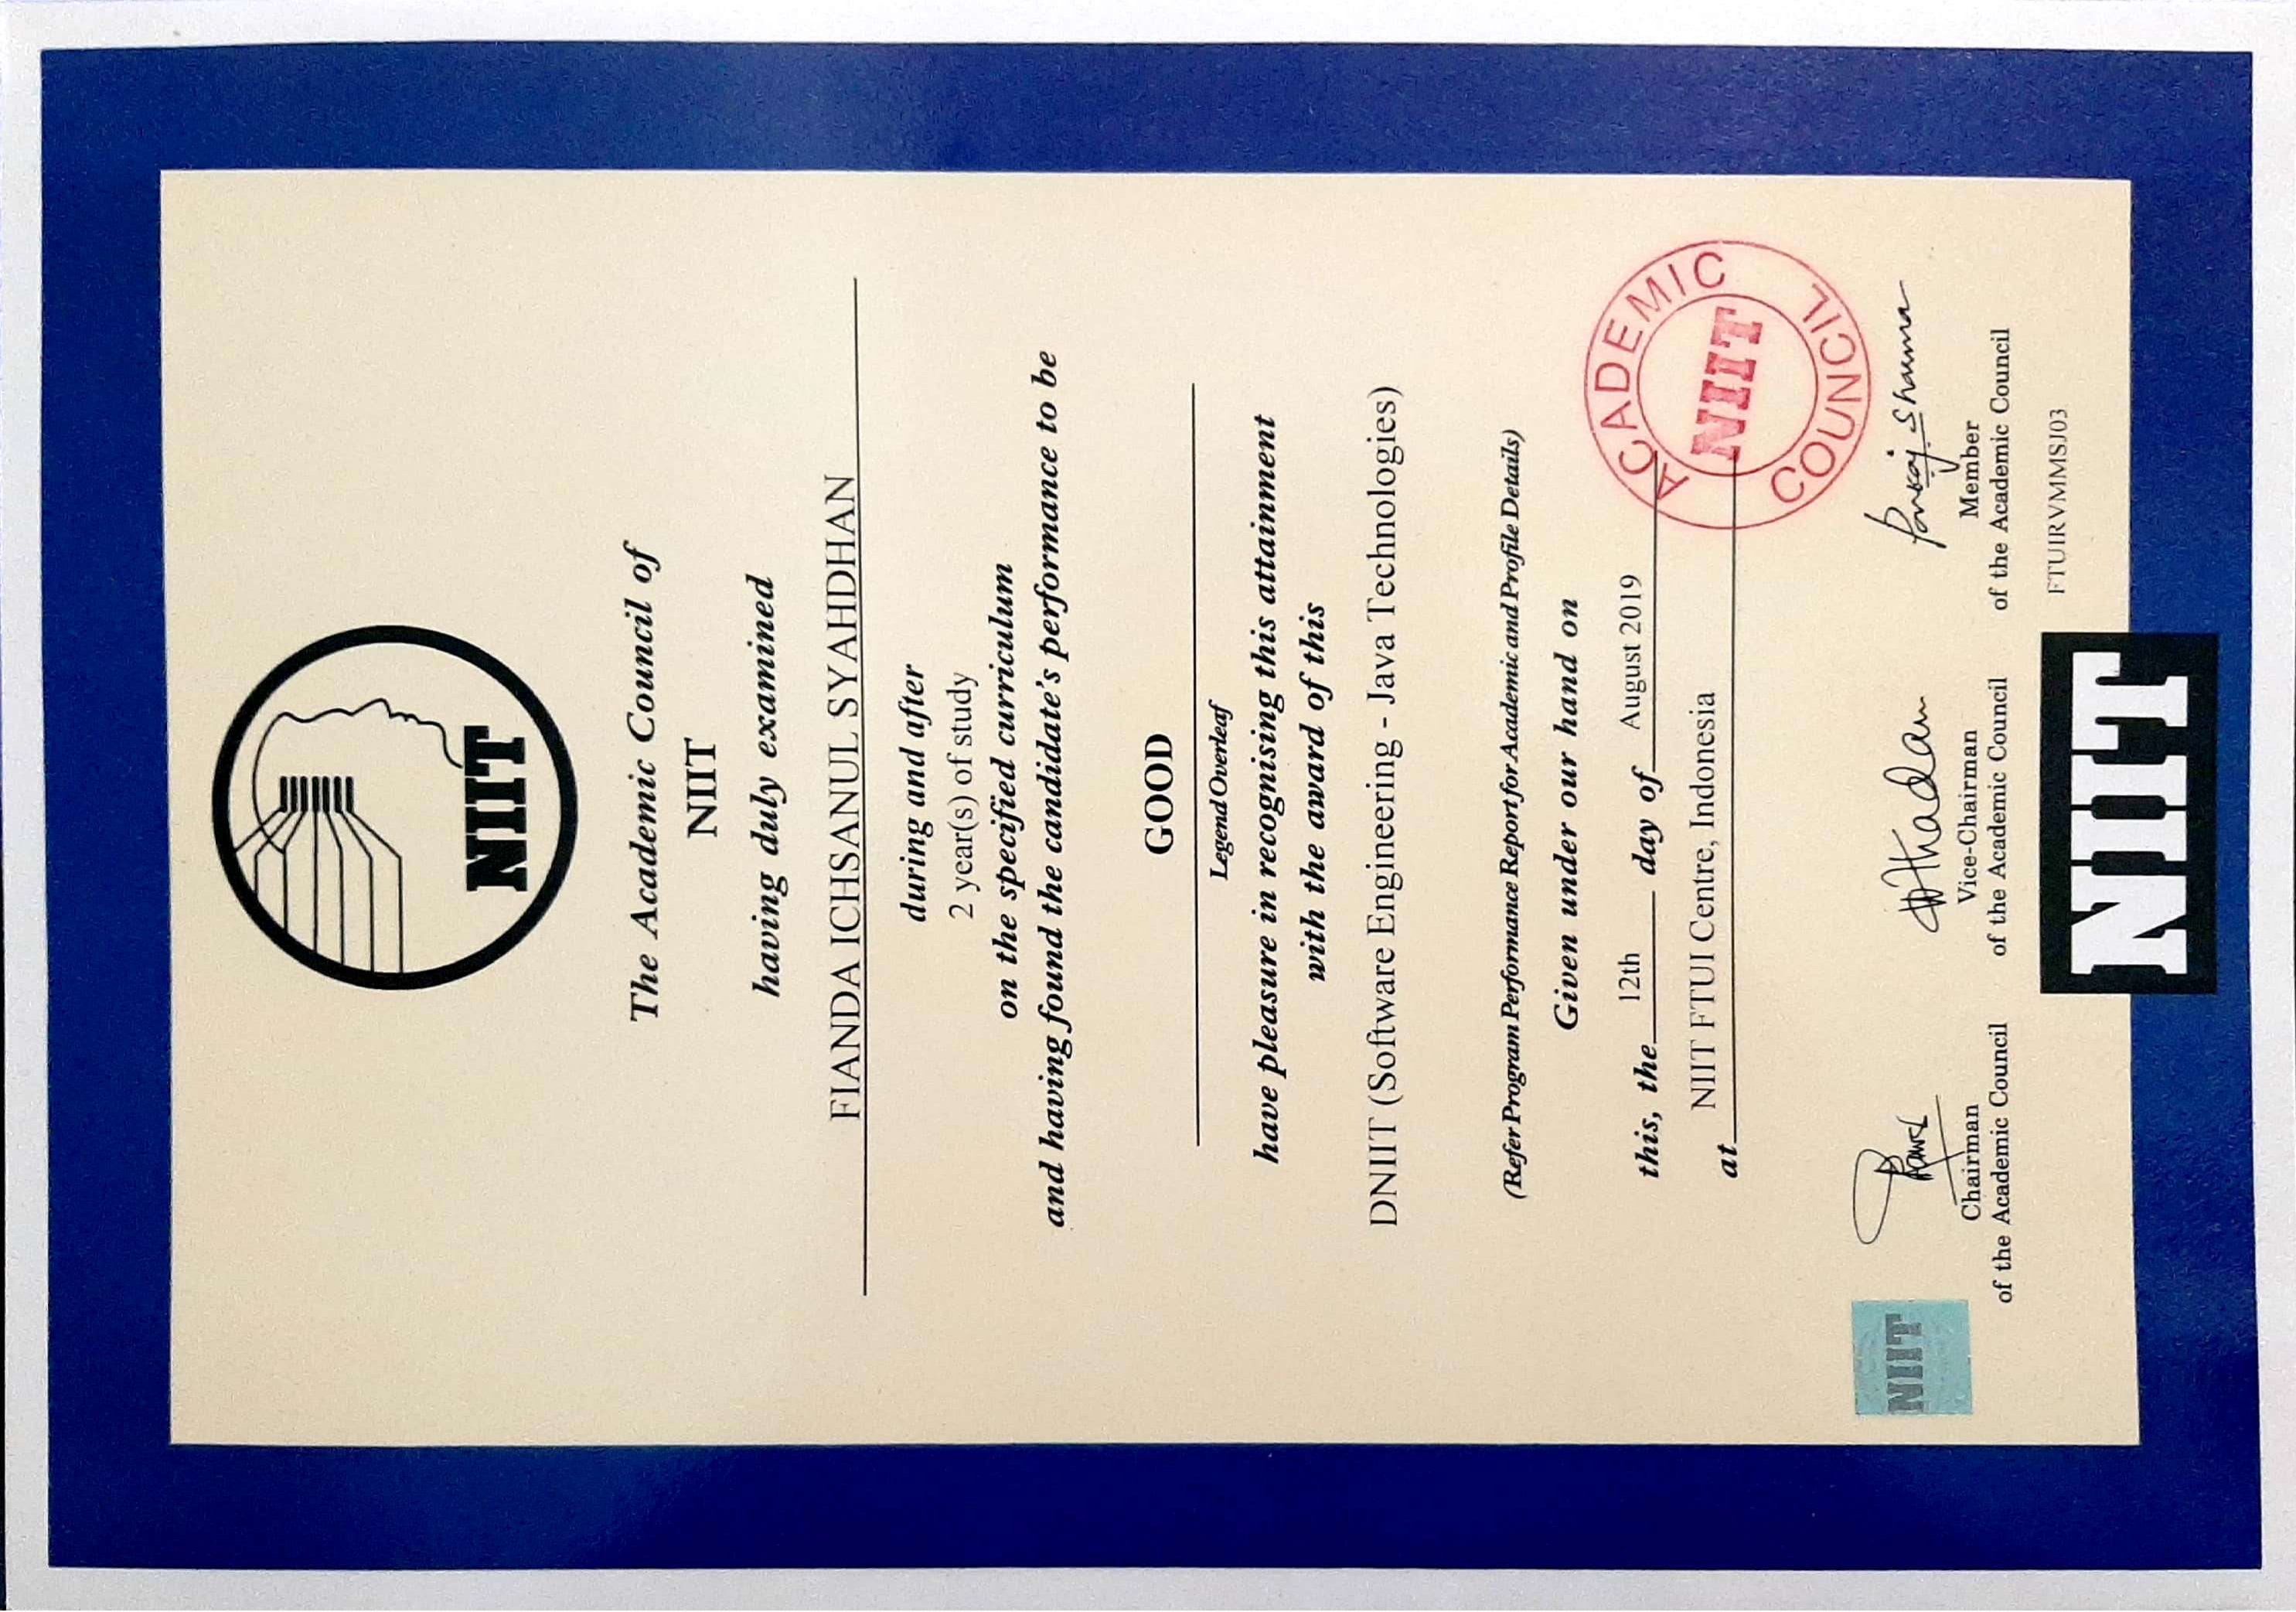 NIIT
The Academic Council of
NIIT
having duly examined
FIANDA ICHSANUL SYAHDHAN
during and after
2 year(s) of study
on the specified curriculum
and having found the candidate's performance to be
GOOD
Legend Overleaf
have pleasure in recognising this attainment
with the award of this
DNIIT (Software Engineering - Java Technologies)
(Refer Program Performance Report for Academic and Profile Details)
Given under our hand on
this, the 12th day of August 2019
at NIIT FTUI Centre, Indonesia
ACADEMIC
NIIT
COUNCIL
NIIT
Pankaj Sharma
Chairman
of the Academic Council
Vice-Chairman
of the Academic Council
Member
of the Academic Council
FTUIRVMMSJ03
NIIT